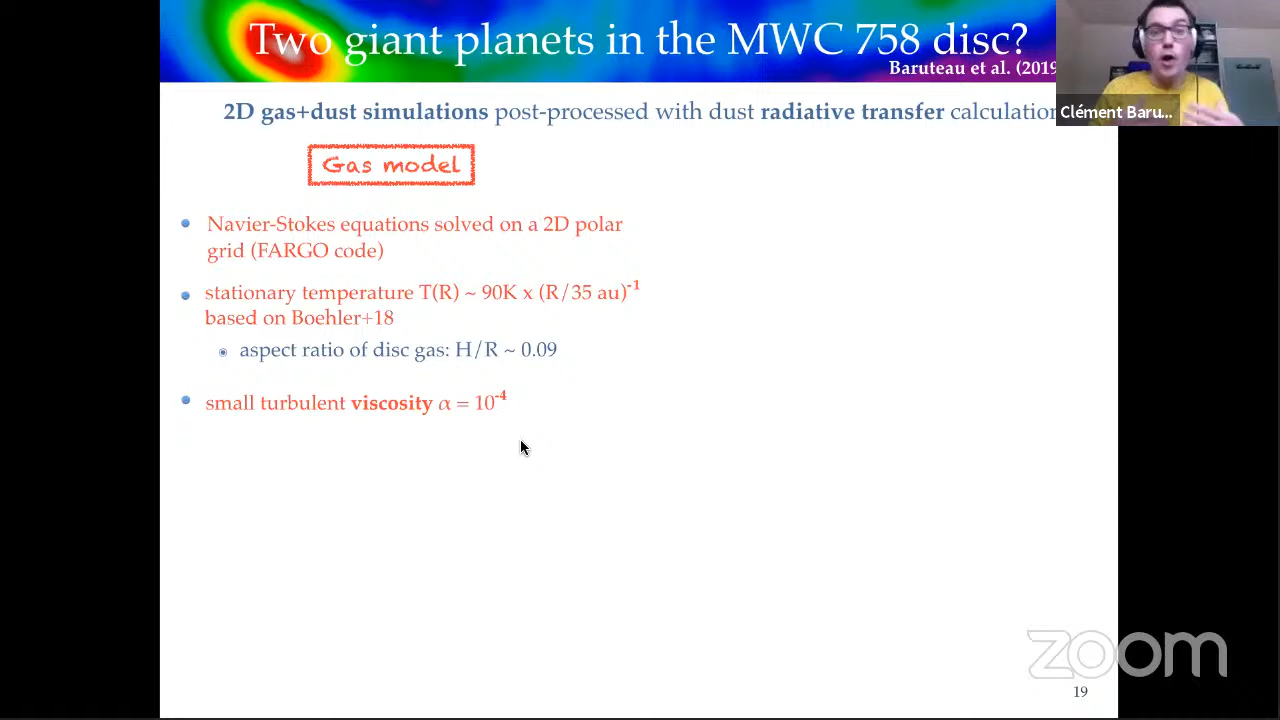 Two giant planets in the MWC 758 disc?
Baruteau et al. (2019
Clément Baru...
2D gas+dust simulations post-processed with dust radiative transfer calculation
Gas model
• Navier-Stokes equations solved on a 2D polar
grid (FARGO code)
• stationary temperature T(R) ~ 90K x (R/35 au)⁻¹
based on Boehler+18
aspect ratio of disc gas: H/R ~ 0.09
• small turbulent viscosity α = 10⁻⁴
zoom
19